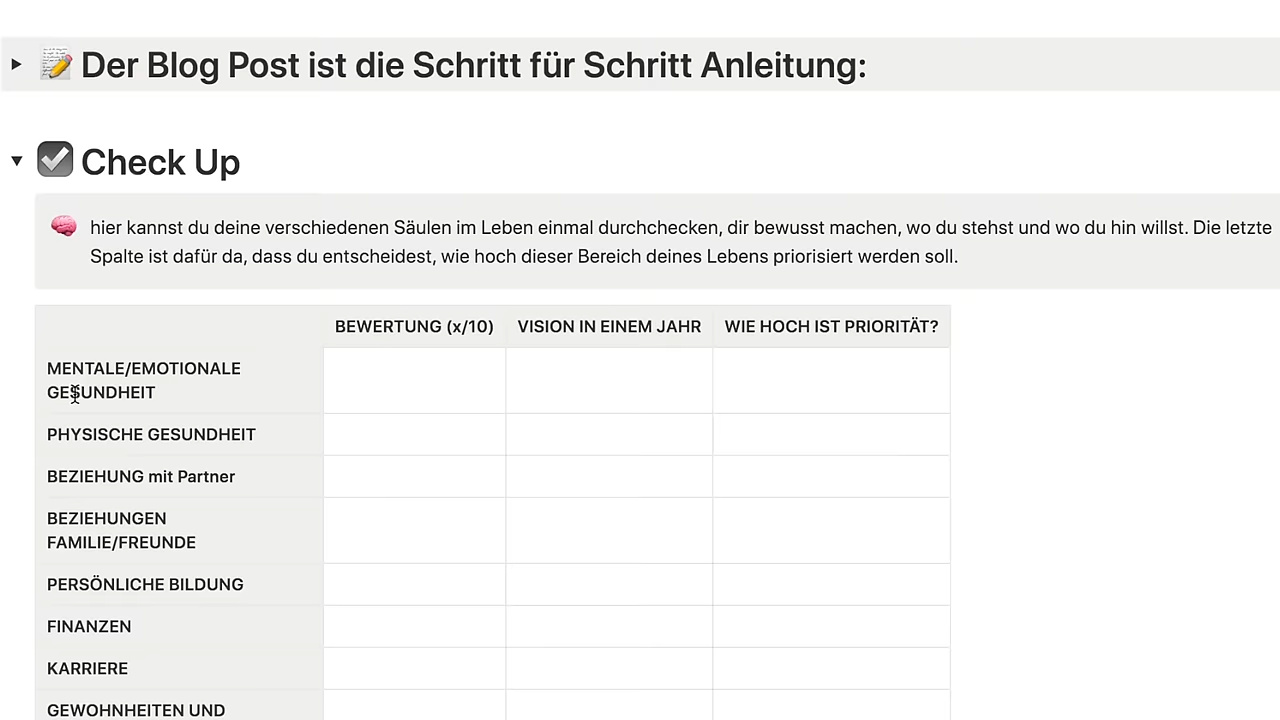 Der Blog Post ist die Schritt für Schritt Anleitung:
Check Up
hier kannst du deine verschiedenen Säulen im Leben einmal durchchecken, dir bewusst machen, wo du stehst und wo du hin willst. Die letzte
Spalte ist dafür da, dass du entscheidest, wie hoch dieser Bereich deines Lebens priorisiert werden soll.
BEWERTUNG (x/10) VISION IN EINEM JAHR WIE HOCH IST PRIORITÄT?
MENTALE/EMOTIONALE
GESUNDHEIT
PHYSISCHE GESUNDHEIT
BEZIEHUNG mit Partner
BEZIEHUNGEN
FAMILIE/FREUNDE
PERSÖNLICHE BILDUNG
FINANZEN
KARRIERE
GEWOHNHEITEN UND